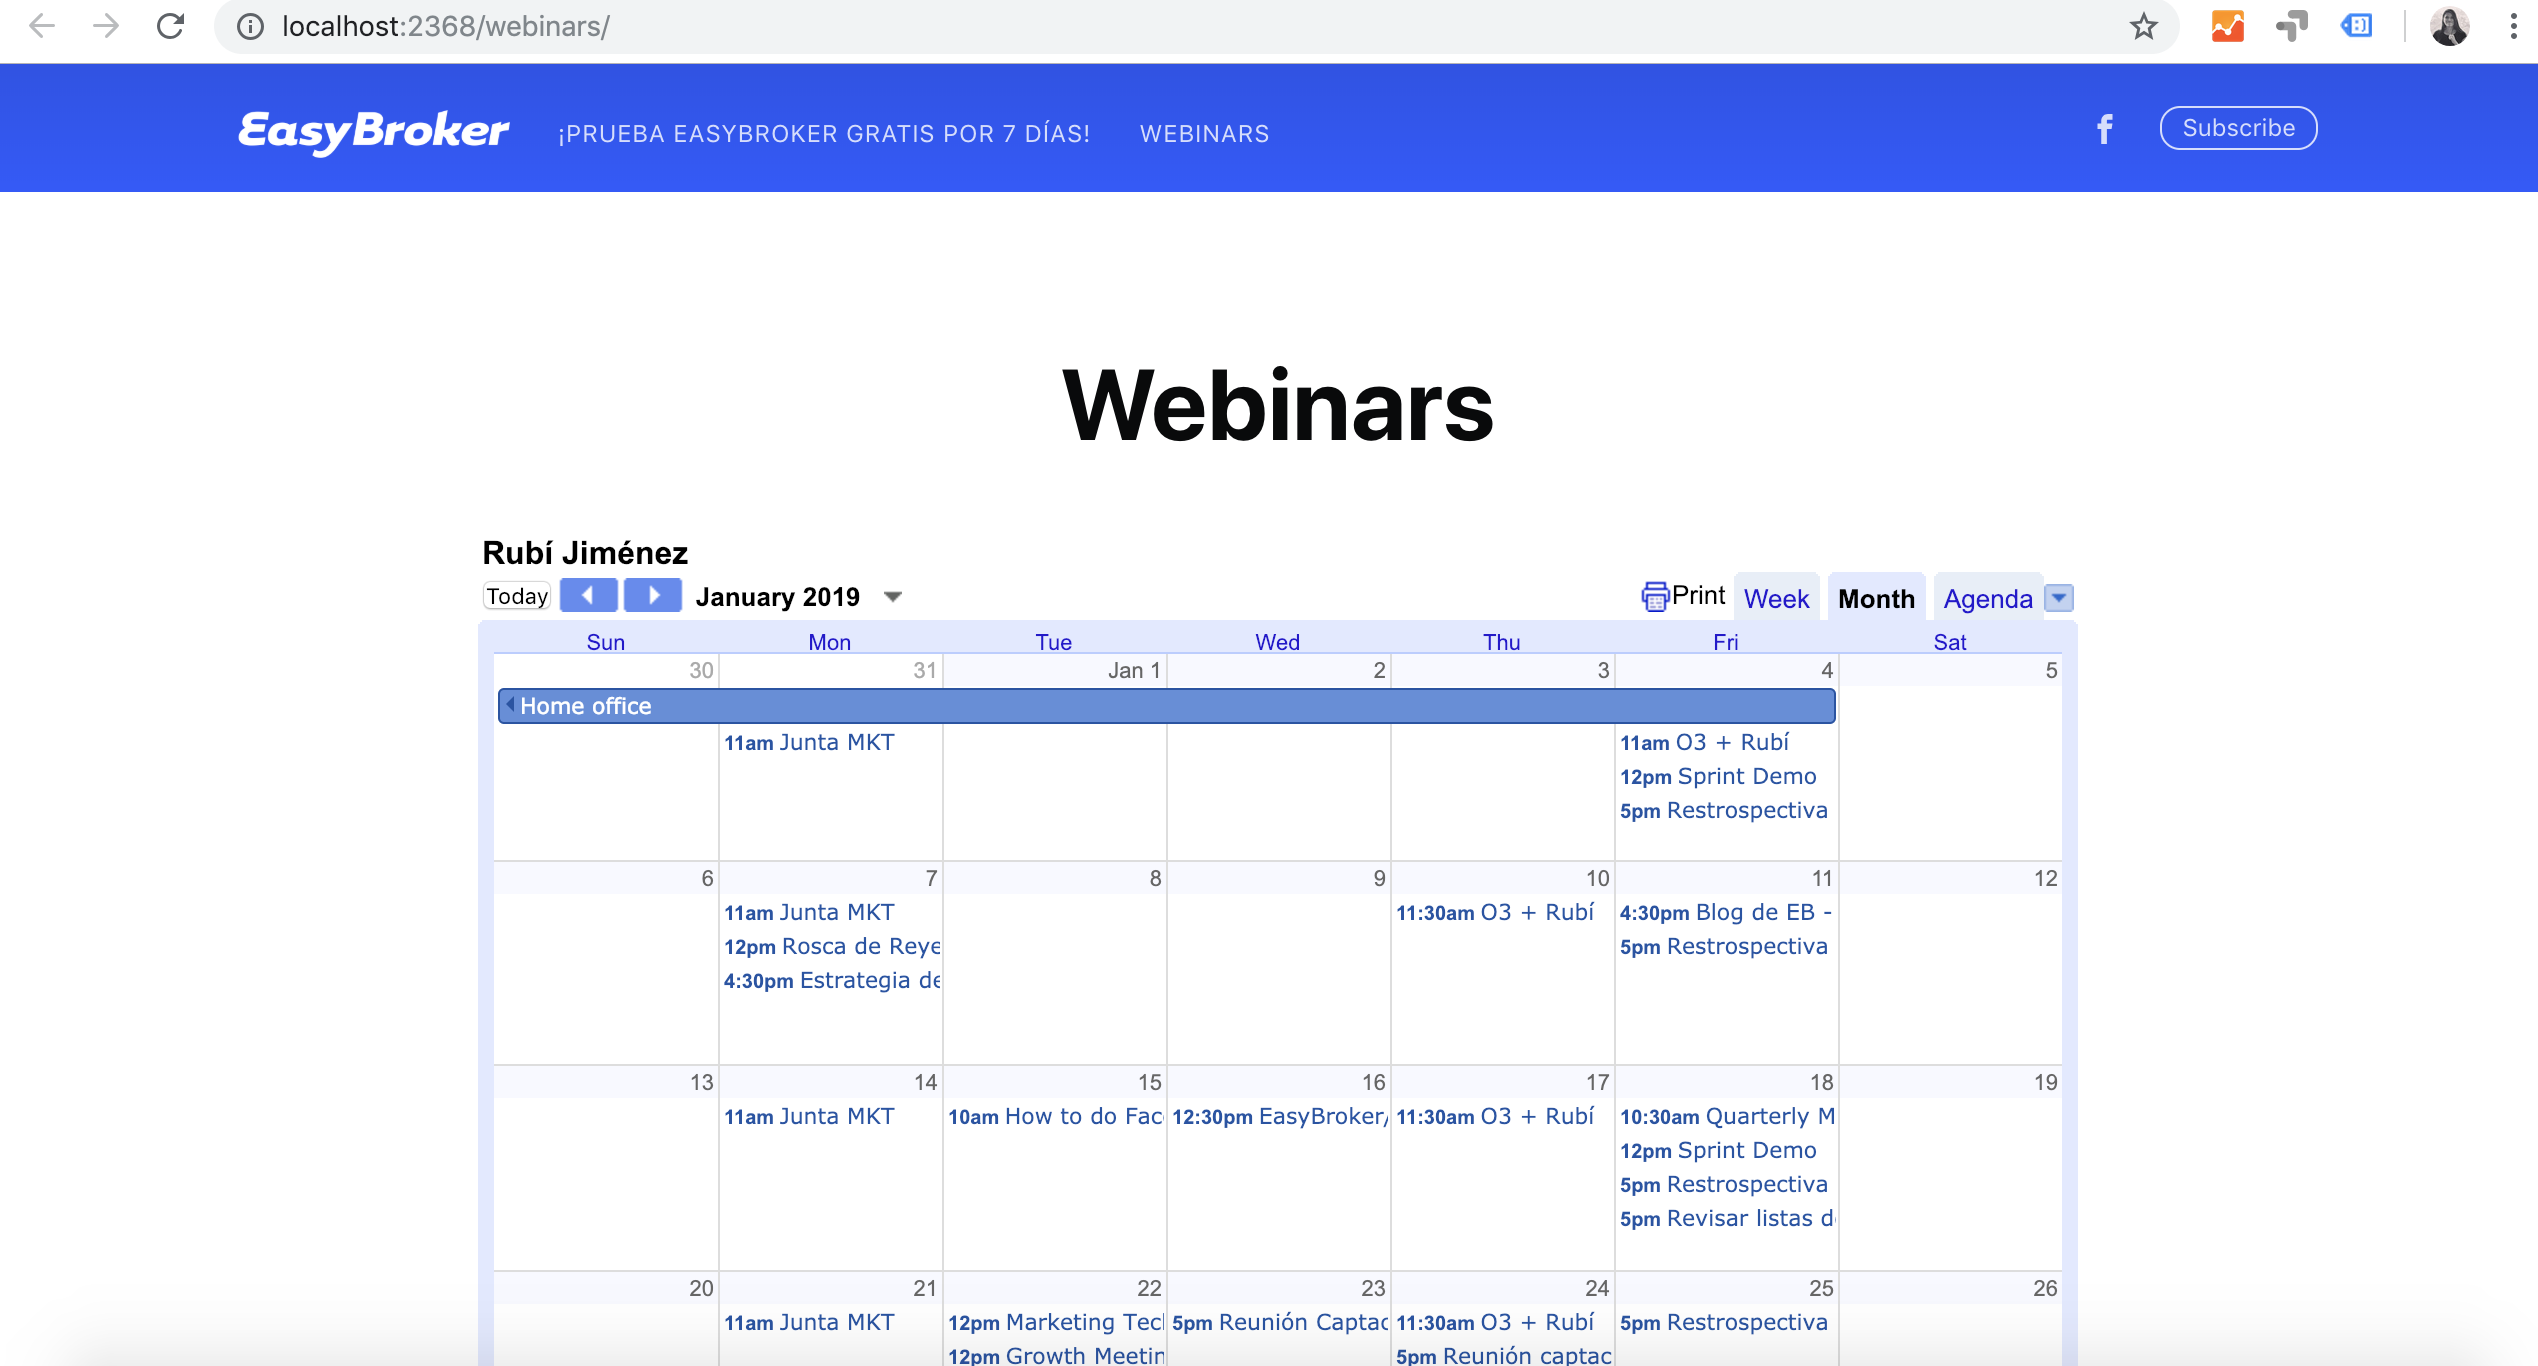 localhost:2368/webinars/
EasyBroker
¡PRUEBA EASYBROKER GRATIS POR 7 DÍAS!
WEBINARS
f
Subscribe
Webinars
Rubí Jiménez
Today
January 2019
Print
Week
Month
Agenda
Sun Mon Tue Wed Thu Fri Sat
30 31 Jan 1 2 3 4 5
Home office
11am Junta MKT
11am O3 + Rubí
12pm Sprint Demo
5pm Restrospectiva
6 7 8 9 10 11 12
11am Junta MKT
12pm Rosca de Reye
4:30pm Estrategia de
11:30am O3 + Rubí
4:30pm Blog de EB -
5pm Restrospectiva
13 14 15 16 17 18 19
11am Junta MKT
10am How to do Fac
12:30pm EasyBroker/
11:30am O3 + Rubí
10:30am Quarterly M
12pm Sprint Demo
5pm Restrospectiva
5pm Revisar listas d
20 21 22 23 24 25 26
11am Junta MKT
12pm Marketing Tec
12pm Growth Meetin
5pm Reunión Captac
11:30am O3 + Rubí
5pm Reunión captac
5pm Restrospectiva